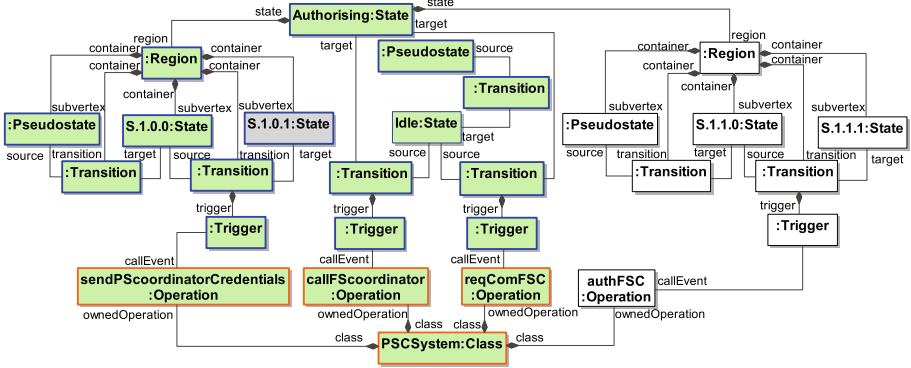 state
Authorising:State
state
region
target
target
region
container
container
:Region
container
container
:Pseudostate
source
container
container
:Region
container
container
container
:Transition
container
subvertex
subvertex
subvertex
subvertex
subvertex
subvertex
:Pseudostate
S.1.0.0:State
S.1.0.1:State
Idle:State
target
:Pseudostate
S.1.1.0:State
S.1.1.1:State
source
transition
target
source
transition
target
source
source
source
transition
target
source
transition
target
:Transition
:Transition
:Transition
:Transition
:Transition
:Transition
trigger
trigger
trigger
trigger
:Trigger
:Trigger
:Trigger
:Trigger
callEvent
callEvent
callEvent
callEvent
sendPScoordinatorCredentials
:Operation
callFScoordinator
:Operation
reqComFSC
:Operation
authFSC
:Operation
ownedOperation
ownedOperation
ownedOperation
ownedOperation
class
class
class
class
PSCSystem:Class